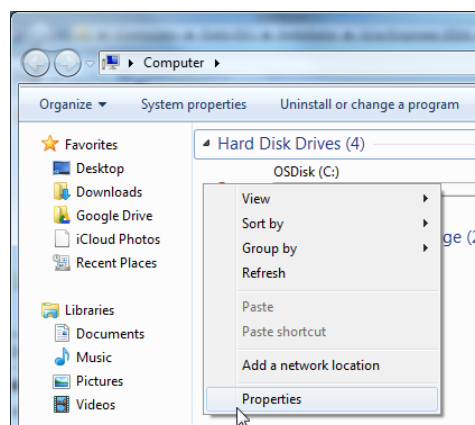 Computer
Organize
System properties
Uninstall or change a program
Favorites
Desktop
Downloads
Google Drive
iCloud Photos
Recent Places
Libraries
Documents
Music
Pictures
Videos
Hard Disk Drives (4)
OSDisk (C:)
View
Sort by
Group by
Refresh
Paste
Paste shortcut
Add a network location
Properties